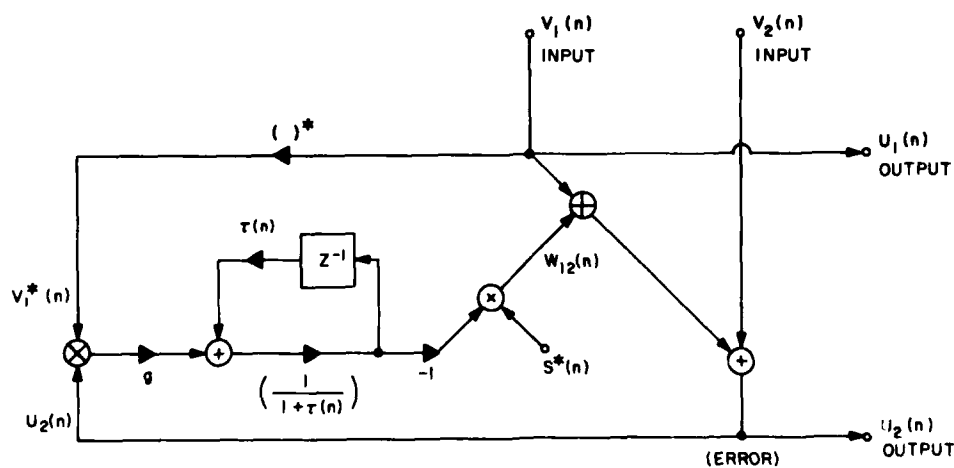 V₁(n)
INPUT
V₂(n)
INPUT
( )*
U₁(n)
OUTPUT
τ(n)
Z⁻¹
W₁₂(n)
V₁*(n)
g
+
(1/(1+τ(n)))
-1
×
S*(n)
+
U₂(n)
(ERROR)
U₂(n)
OUTPUT